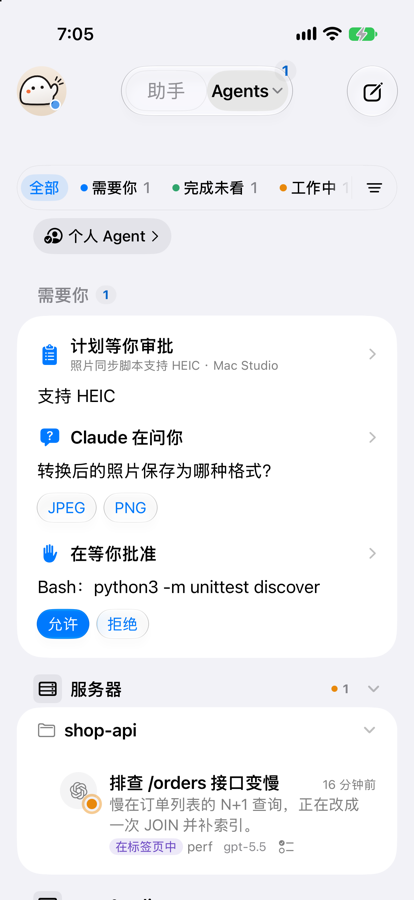 7:05
助手
Agents
1
全部
需要你 1
完成未看 1
工作中
个人 Agent
需要你 1
计划等你审批
照片同步脚本支持 HEIC · Mac Studio
支持 HEIC
Claude 在问你
转换后的照片保存为哪种格式?
JPEG
PNG
在等你批准
Bash: python3 -m unittest discover
允许
拒绝
服务器
1
shop-api
排查 /orders 接口变慢
16 分钟前
慢在订单列表的 N+1 查询，正在改成
一次 JOIN 并补索引。
在标签页中 perf gpt-5.5